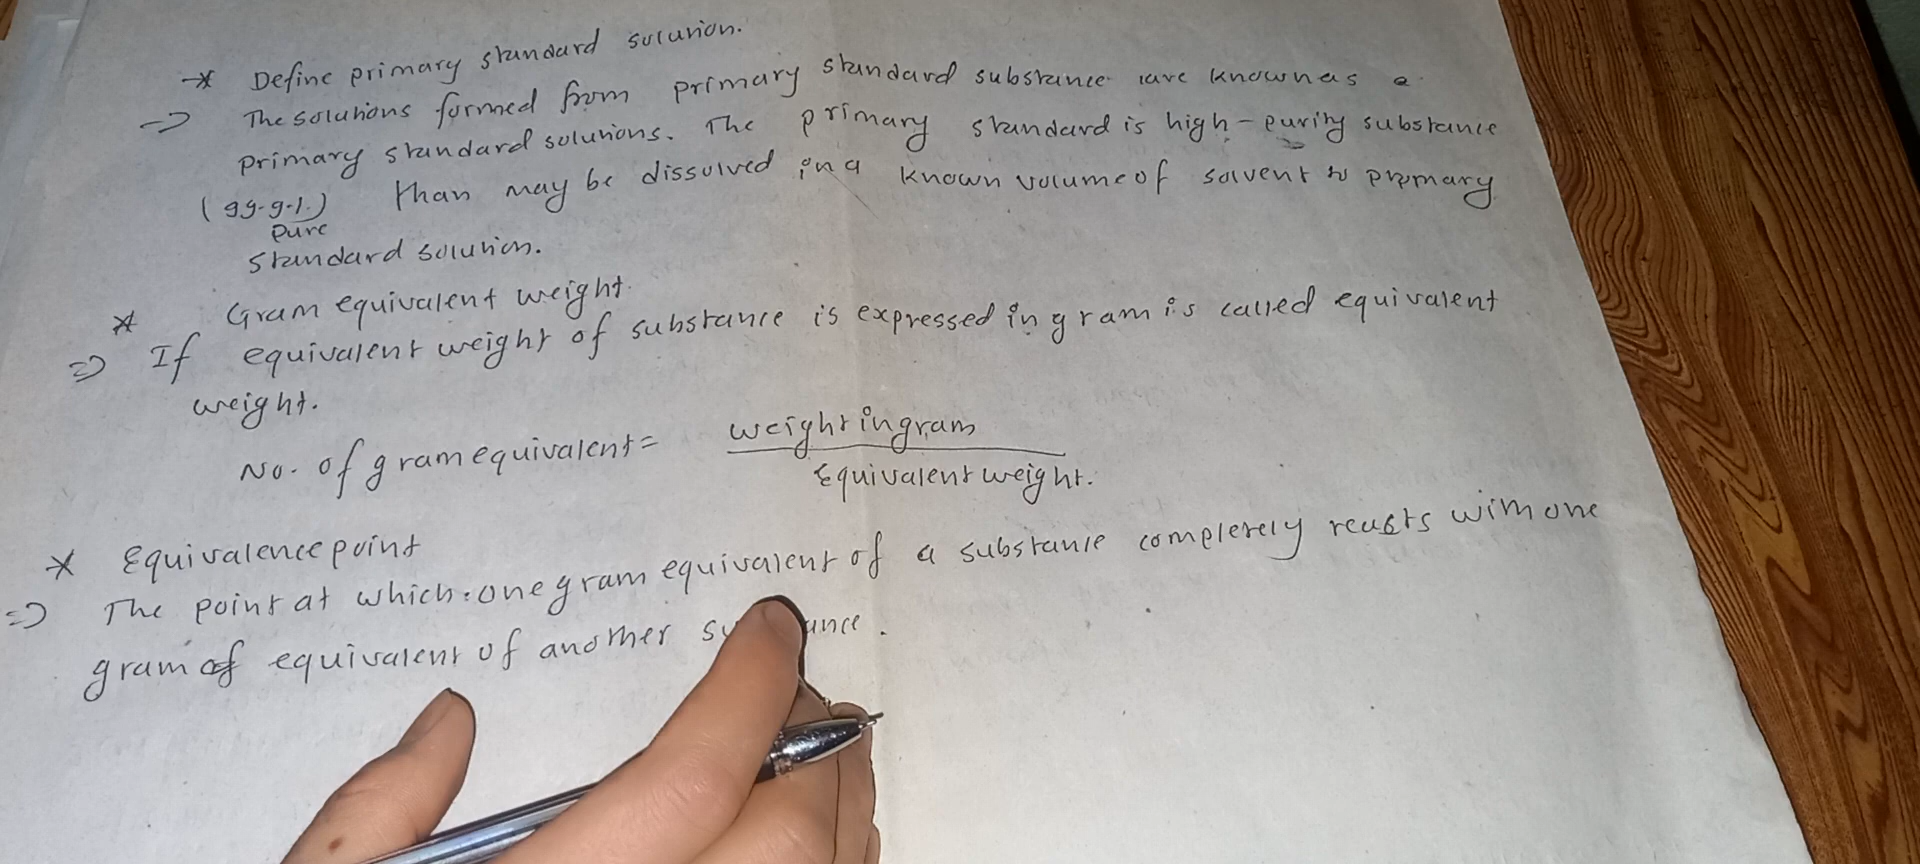 * Define primary standard solution.
=> The solutions formed from primary standard substance are known as a
primary standard solutions. The primary standard is high-purity substance
(99.9%) than may be dissolved in a known volume of solvent to primary
pure
standard solution.
* Gram equivalent weight.
=> If equivalent weight of substance is expressed in gram is called equivalent
weight.
No. of gram equivalent = weight in gram
Equivalent weight.
* Equivalence point
=> The point at which one gram equivalent of a substance completely reacts with one
gram of equivalent of another